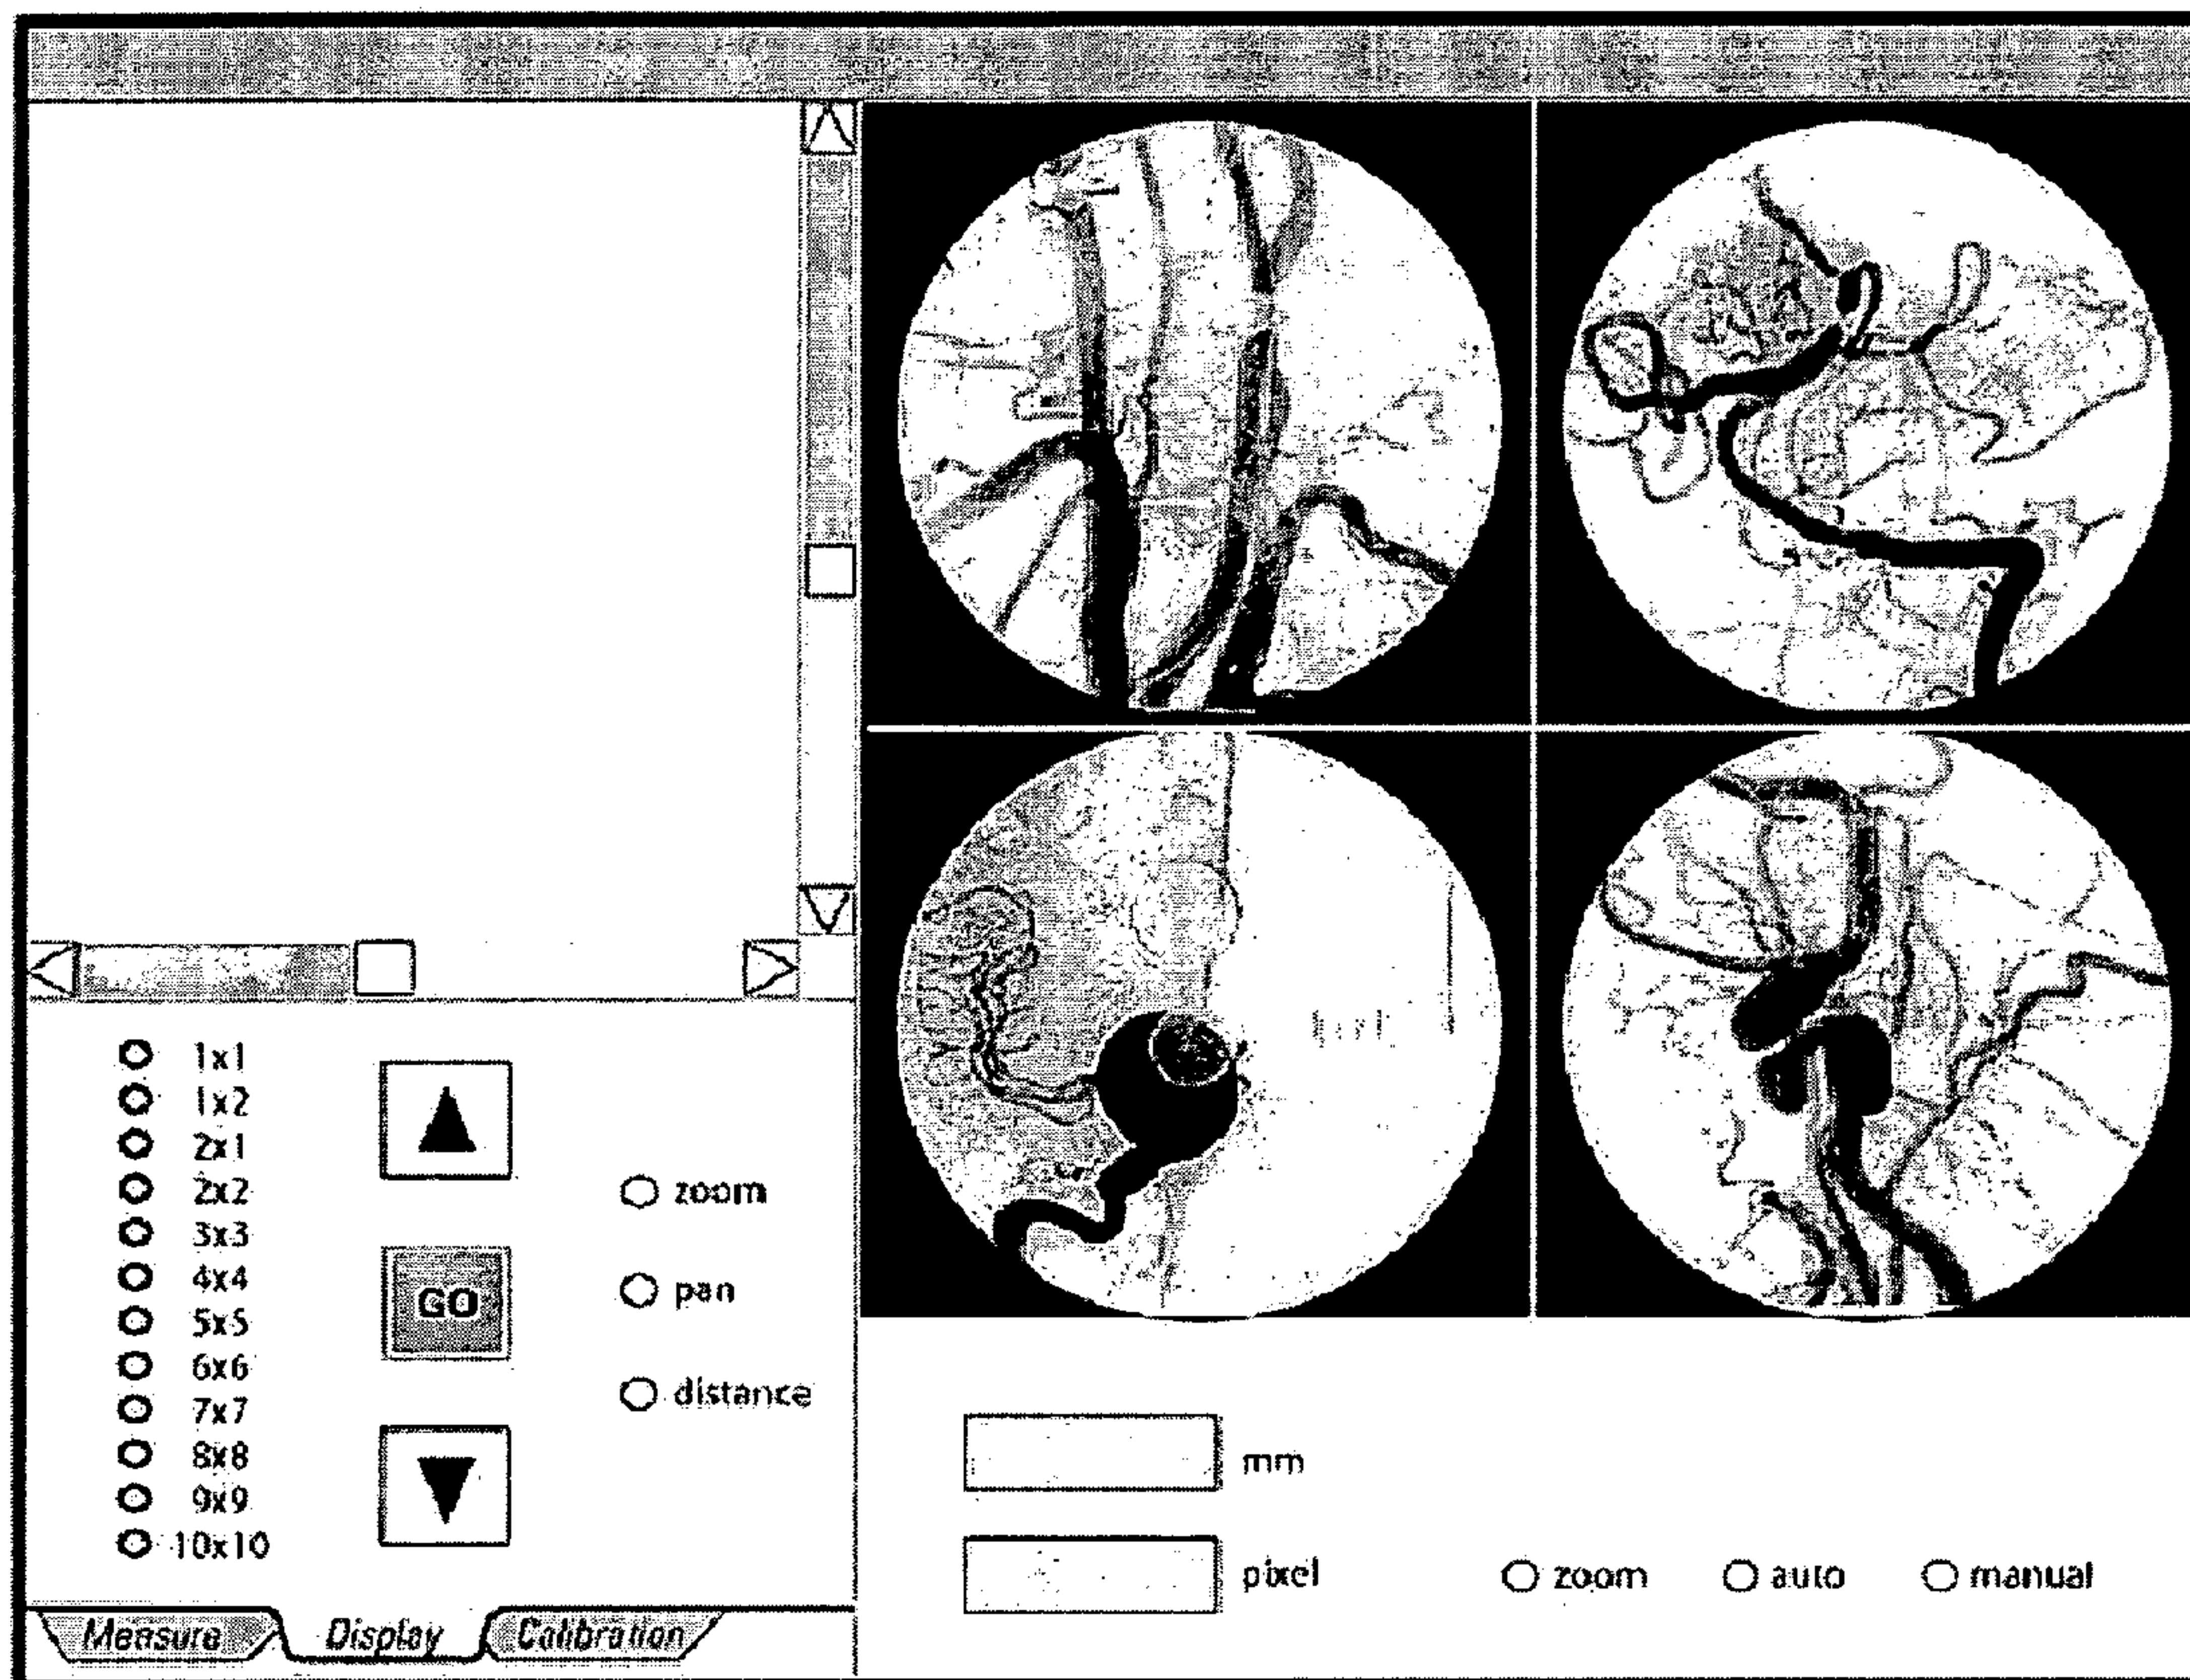 1x1
1x2
2x1
2x2
3x3
4x4
5x5
6x6
7x7
8x8
9x9
10x10
GO
zoom
pan
distance
mm
pixel
zoom auto manual
Measure Display Calibration